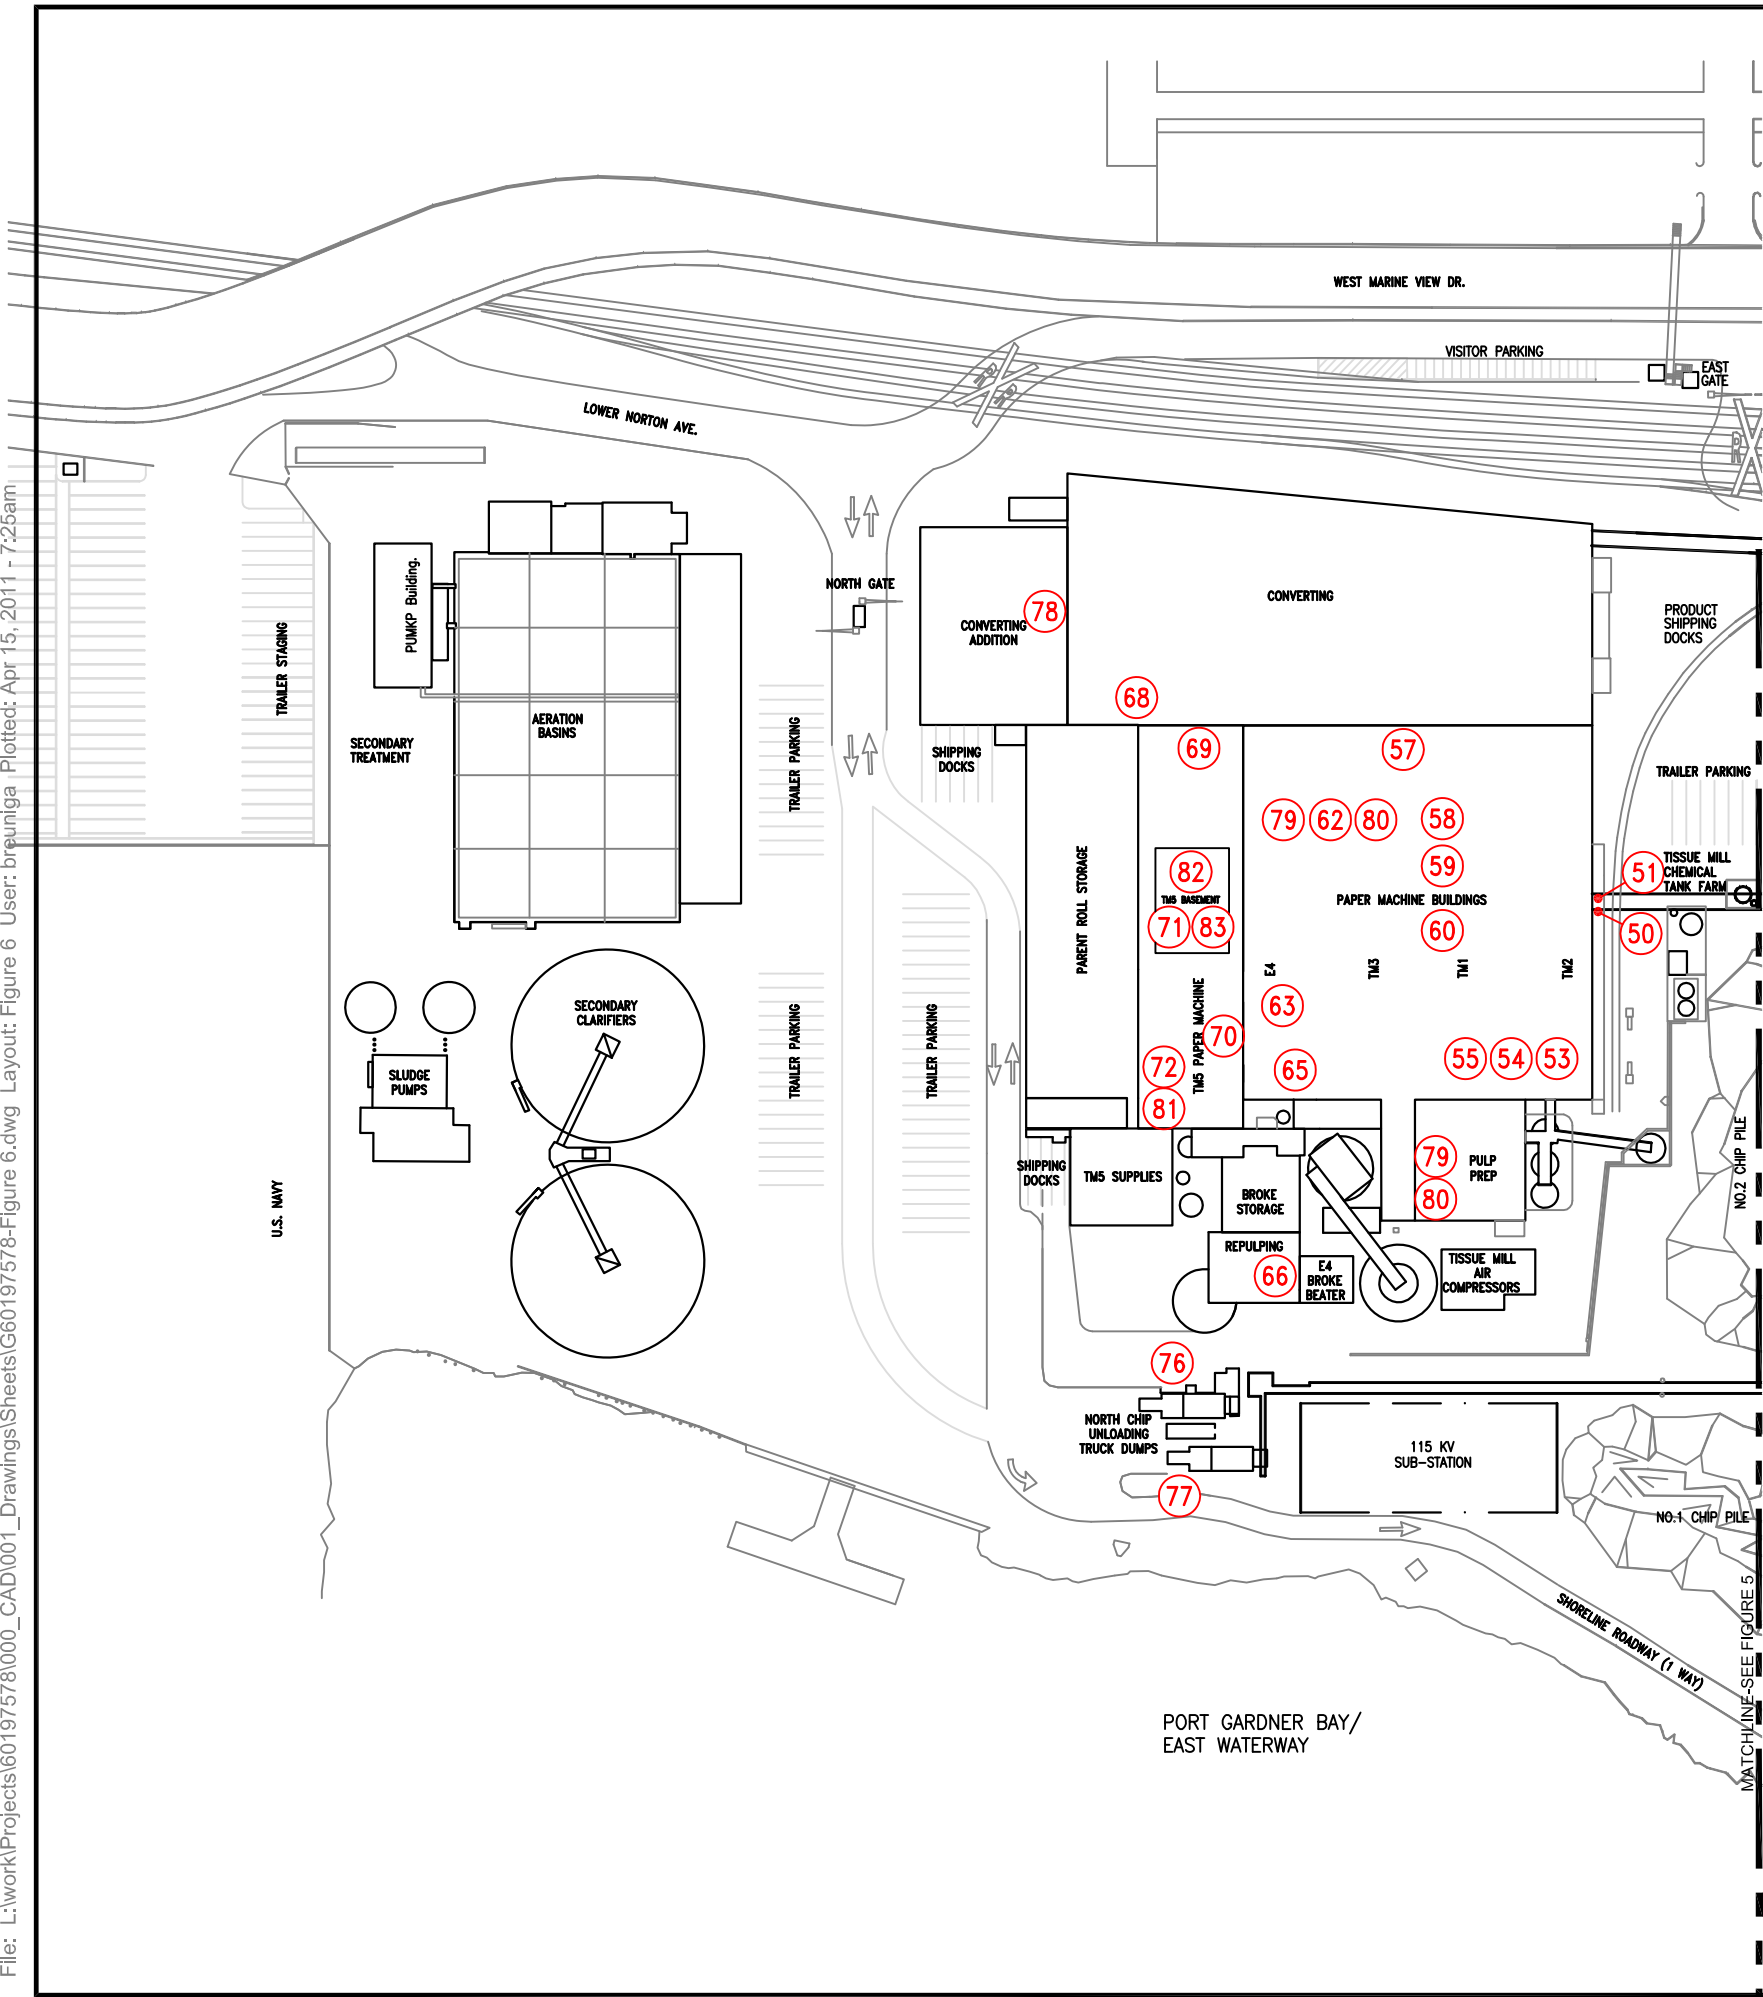 WEST MARINE VIEW DR.
VISITOR PARKING
EAST
GATE
LOWER NORTON AVE.
NORTH GATE
CONVERTING
ADDITION
78
CONVERTING
PRODUCT
SHIPPING
DOCKS
PUMKP Building.
TRAILER STAGING
AERATION
BASINS
SECONDARY
TREATMENT
TRAILER PARKING
SHIPPING
DOCKS
68
69
57
TRAILER PARKING
79
62
80
58
59
60
PARENT ROLL STORAGE
82
TM5 BASEMENT
71
83
PAPER MACHINE BUILDINGS
51
TISSUE MILL
CHEMICAL
TANK FARM
50
E4
TM3
TM1
TM2
63
TM5 PAPER MACHINE
70
72
81
65
55
54
53
SECONDARY
CLARIFIERS
SLUDGE
PUMPS
TRAILER PARKING
TRAILER PARKING
U.S. NAVY
SHIPPING
DOCKS
TM5 SUPPLIES
BROKE
STORAGE
79
80
PULP
PREP
NO.2 CHIP PILE
REPULPING
66
E4
BROKE
BEATER
TISSUE MILL
AIR
COMPRESSORS
76
NORTH CHIP
UNLOADING
TRUCK DUMPS
77
115 KV
SUB-STATION
NO.1 CHIP PILE
SHORELINE ROADWAY (1 WAY)
MATCHLINE-SEE FIGURE 5
PORT GARDNER BAY/
EAST WATERWAY
File: L:\work\Projects\60197578\000_CAD\001_Drawings\Sheets\G60197578-Figure 6.dwg Layout: Figure 6 User: breuniga Plotted: Apr 15, 2011 - 7:25am